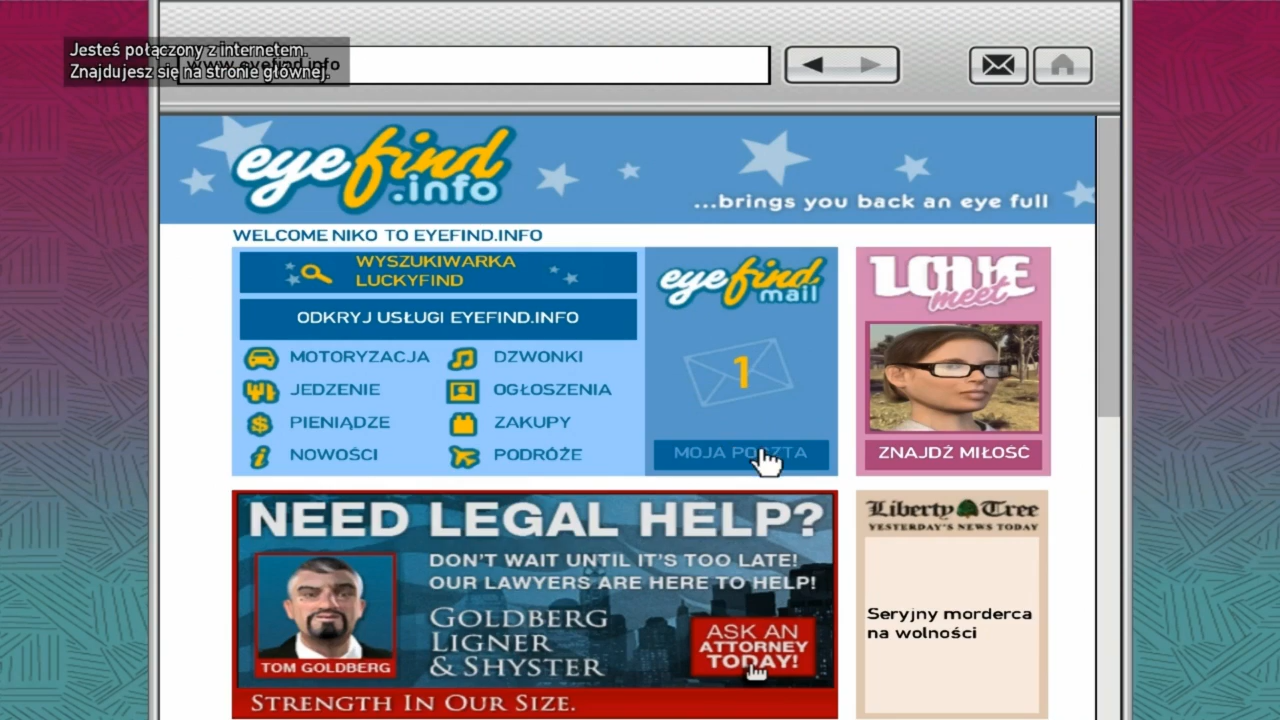 Jesteś połączony z internetem.
Znajdujesz się na stronie głównej.
www.eyefind.info
eyefind
.info
...brings you back an eye full
WELCOME NIKO TO EYEFIND.INFO
WYSZUKIWARKA
LUCKYFIND
ODKRYJ USŁUGI EYEFIND.INFO
MOTORYZACJA
DZWONKI
JEDZENIE
OGŁOSZENIA
PIENIĄDZE
ZAKUPY
NOWOŚCI
PODRÓŻE
eyefind
mail
1
MOJA POCZTA
LOVE
meet
ZNAJDŹ MIŁOŚĆ
NEED LEGAL HELP?
DON'T WAIT UNTIL IT'S TOO LATE!
OUR LAWYERS ARE HERE TO HELP!
GOLDBERG
LIGNER
& SHYSTER
TOM GOLDBERG
ASK AN
ATTORNEY
TODAY!
STRENGTH IN OUR SIZE.
Liberty Tree
YESTERDAY'S NEWS TODAY
Seryjny morderca
na wolności